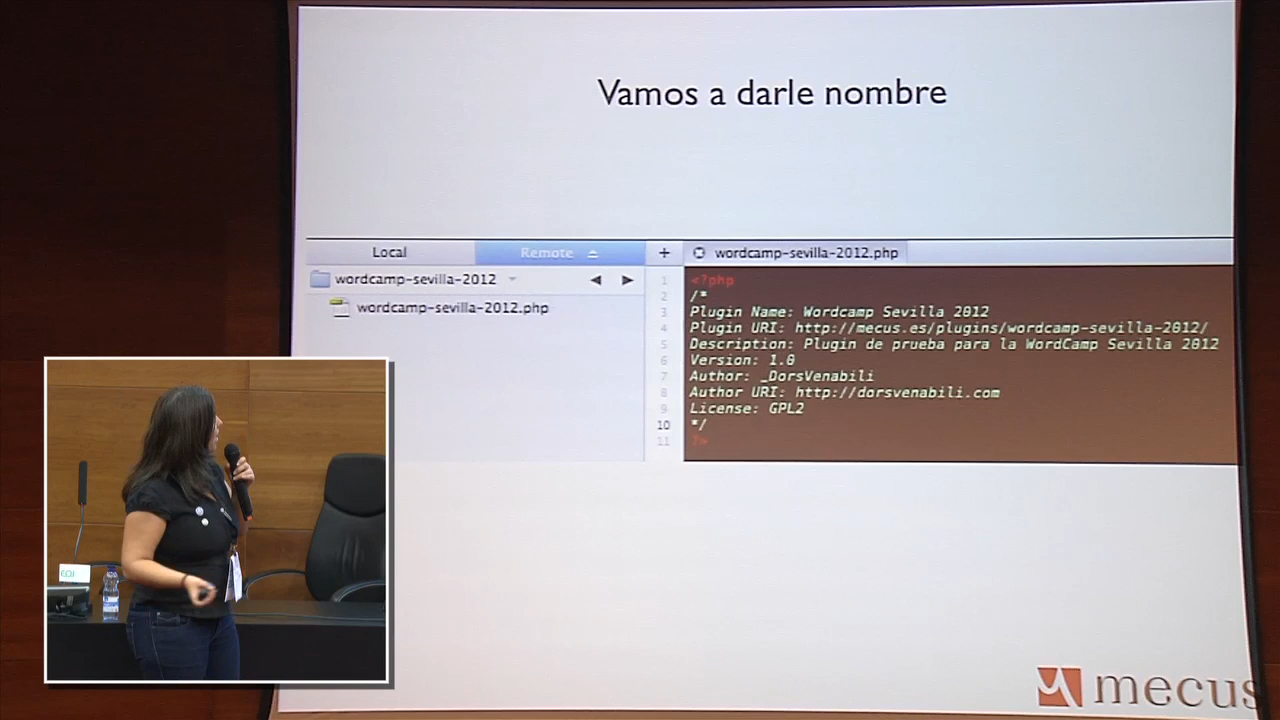 Vamos a darle nombre
Local
Remote
+
wordcamp-sevilla-2012.php
wordcamp-sevilla-2012
wordcamp-sevilla-2012.php
1 <?php
2 /*
3 Plugin Name: Wordcamp Sevilla 2012
4 Plugin URI: http://mecus.es/plugins/wordcamp-sevilla-2012/
5 Description: Plugin de prueba para la WordCamp Sevilla 2012
6 Version: 1.0
7 Author: _DorsVenabili
8 Author URI: http://dorsvenabili.com
9 License: GPL2
10 */
11 ?>
EOI
mecus